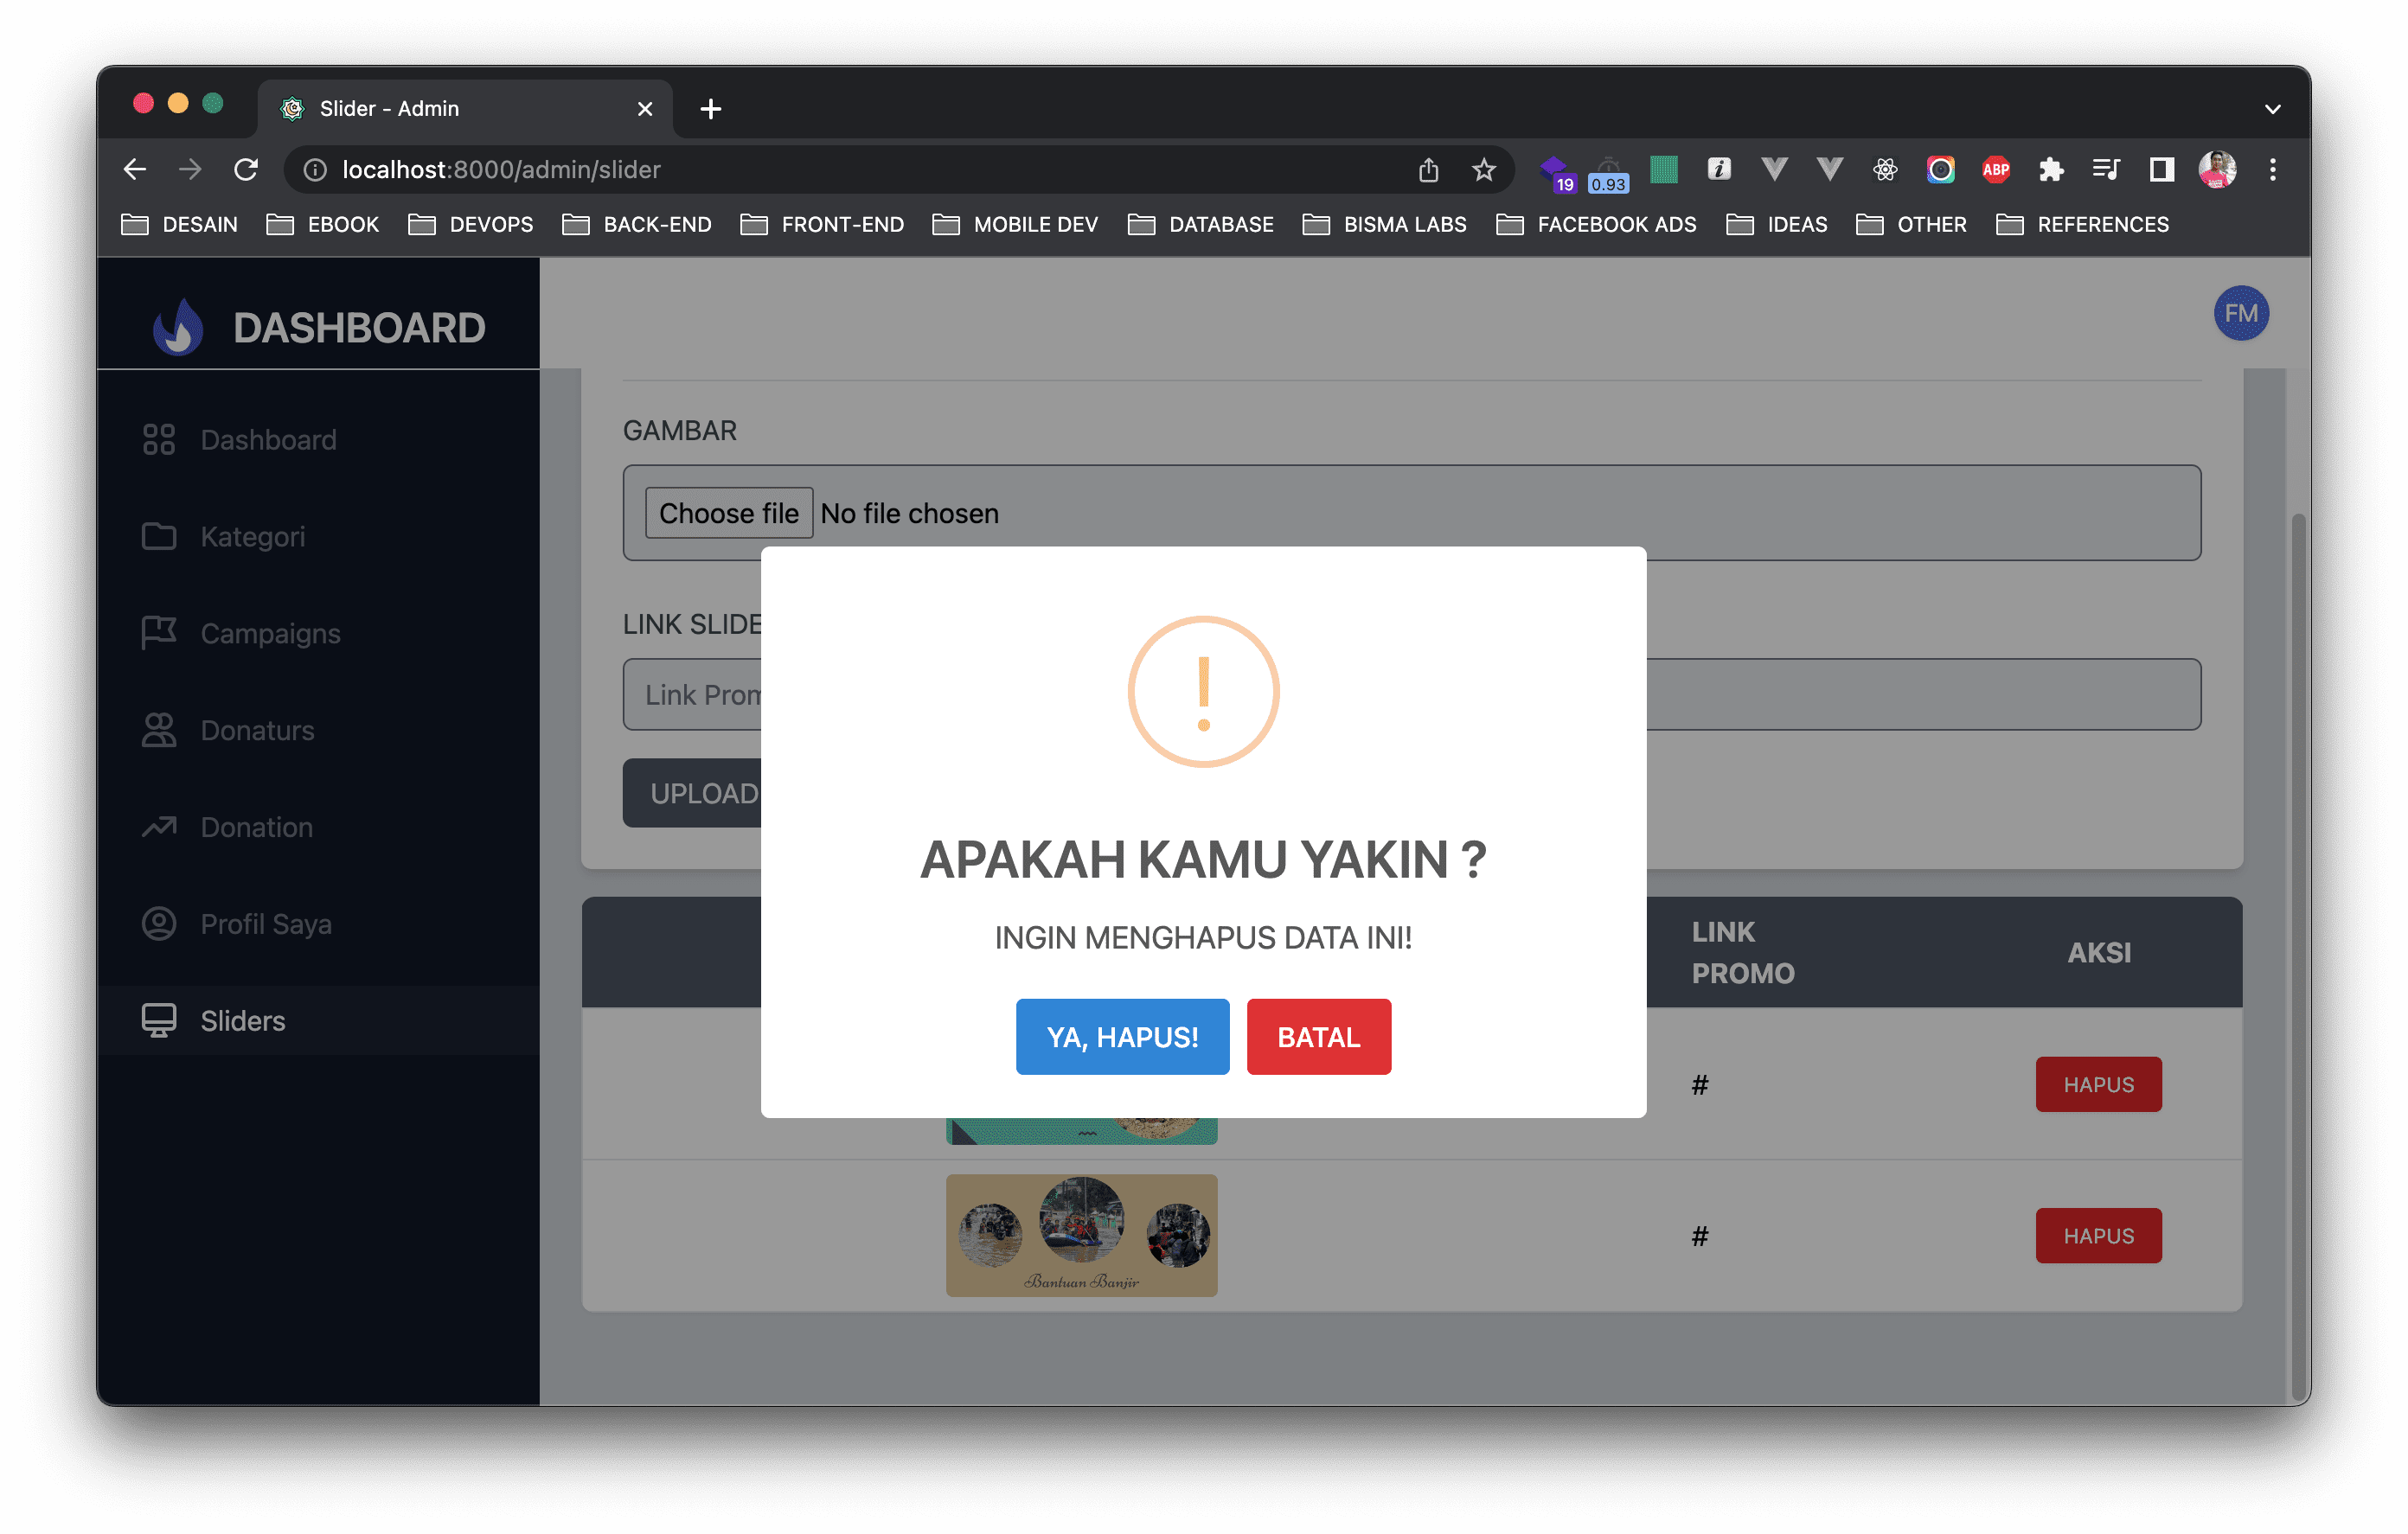 Slider - Admin
localhost:8000/admin/slider
19
0.93
ABP
DESAIN
EBOOK
DEVOPS
BACK-END
FRONT-END
MOBILE DEV
DATABASE
BISMA LABS
FACEBOOK ADS
IDEAS
OTHER
REFERENCES
DASHBOARD
FM
Dashboard
Kategori
Campaigns
Donaturs
Donation
Profil Saya
Sliders
GAMBAR
Choose file No file chosen
LINK SLIDE
Link Prom
UPLOAD
APAKAH KAMU YAKIN ?
INGIN MENGHAPUS DATA INI!
YA, HAPUS!
BATAL
LINK
PROMO
AKSI
#
HAPUS
Bantuan Banjir
#
HAPUS